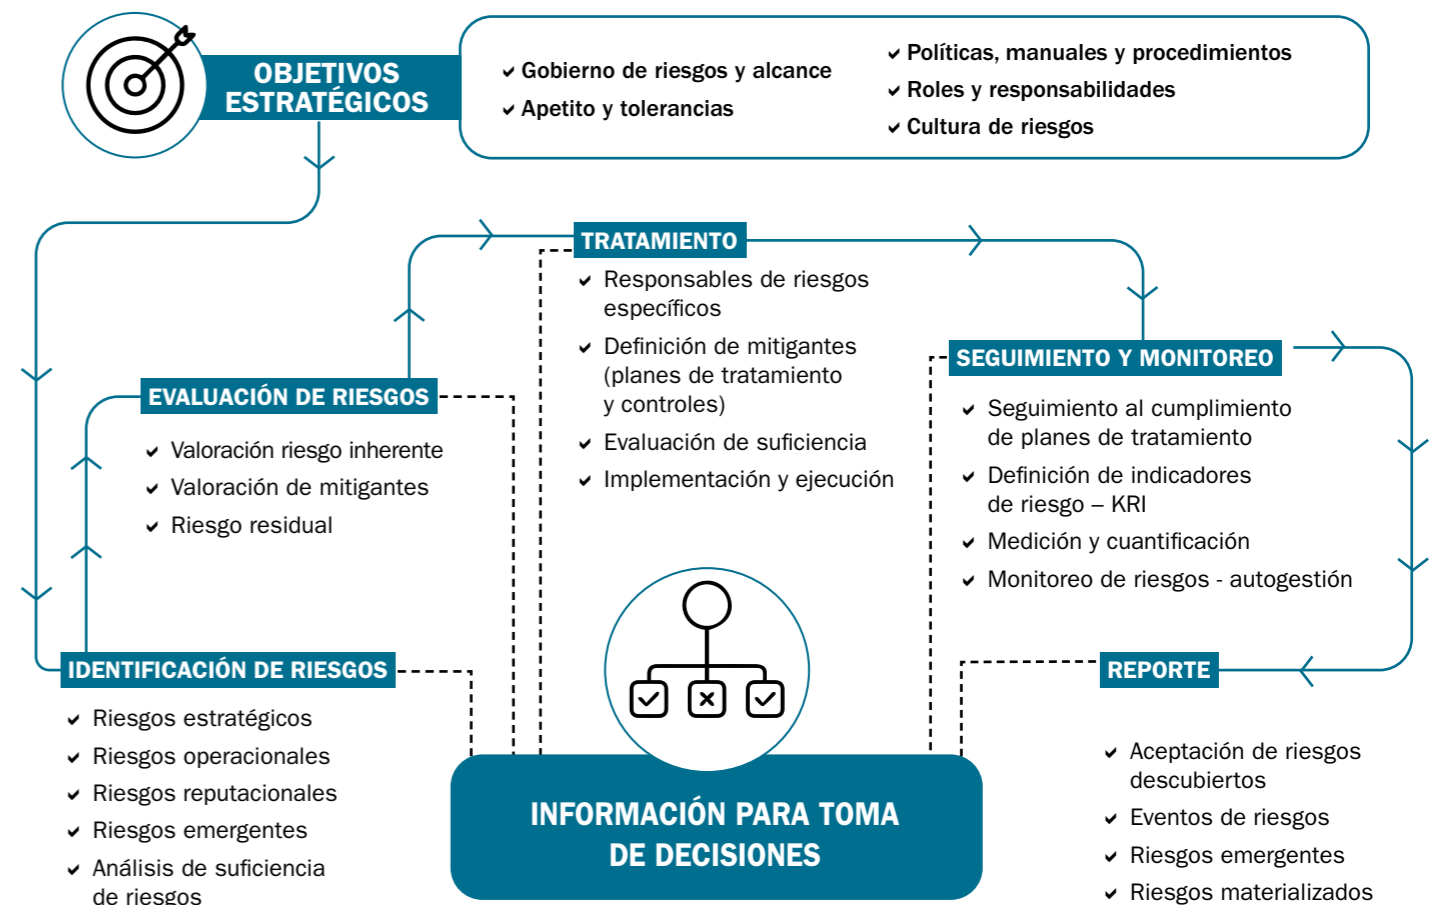 OBJETIVOS
ESTRATÉGICOS
Gobierno de riesgos y alcance
Apetito y tolerancias
Políticas, manuales y procedimientos
Roles y responsabilidades
Cultura de riesgos
IDENTIFICACIÓN DE RIESGOS
Riesgos estratégicos
Riesgos operacionales
Riesgos reputacionales
Riesgos emergentes
Análisis de suficiencia
de riesgos
EVALUACIÓN DE RIESGOS
Valoración riesgo inherente
Valoración de mitigantes
Riesgo residual
TRATAMIENTO
Responsables de riesgos
específicos
Definición de mitigantes
(planes de tratamiento
y controles)
Evaluación de suficiencia
Implementación y ejecución
SEGUIMIENTO Y MONITOREO
Seguimiento al cumplimiento
de planes de tratamiento
Definición de indicadores
de riesgo – KRI
Medición y cuantificación
Monitoreo de riesgos - autogestión
REPORTE
Aceptación de riesgos
descubiertos
Eventos de riesgos
Riesgos emergentes
Riesgos materializados
INFORMACIÓN PARA TOMA
DE DECISIONES